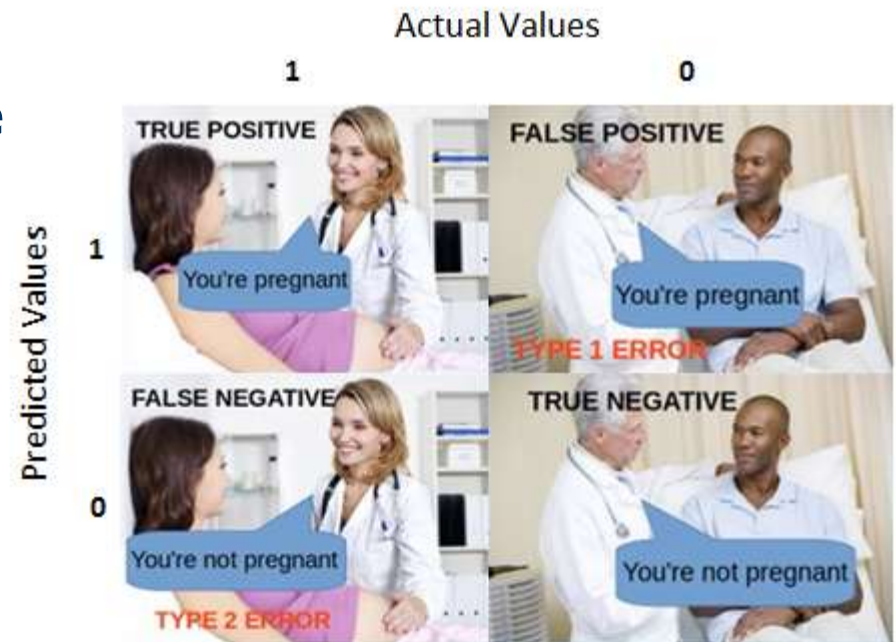 Actual Values
1 0
e
TRUE POSITIVE FALSE POSITIVE
Predicted Values
1
You're pregnant You're pregnant
TYPE 1 ERROR
FALSE NEGATIVE TRUE NEGATIVE
0
You're not pregnant You're not pregnant
TYPE 2 ERROR